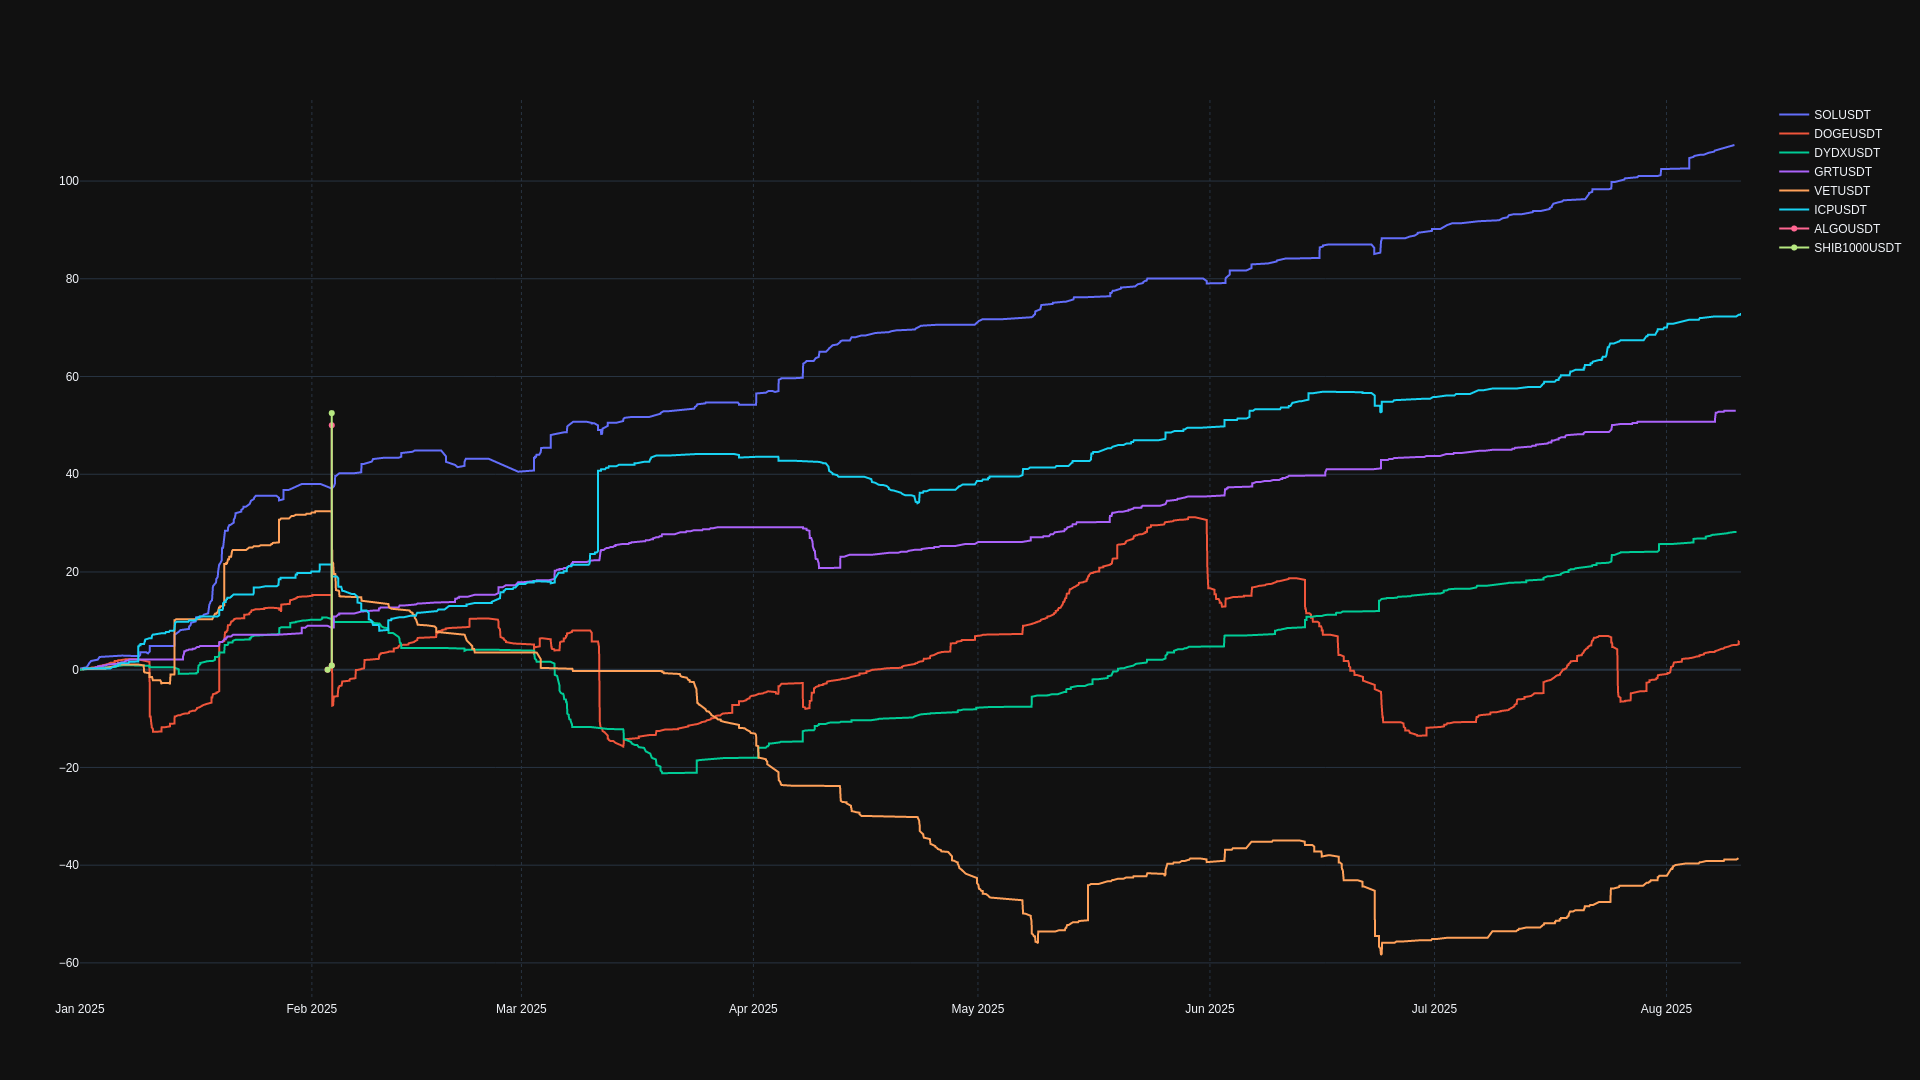 SOLUSDT
DOGEUSDT
DYDXUSDT
GRTUSDT
VETUSDT
ICPUSDT
ALGOUSDT
SHIB1000USDT
100
80
60
40
20
0
−20
−40
−60
Jan 2025 Feb 2025 Mar 2025 Apr 2025 May 2025 Jun 2025 Jul 2025 Aug 2025